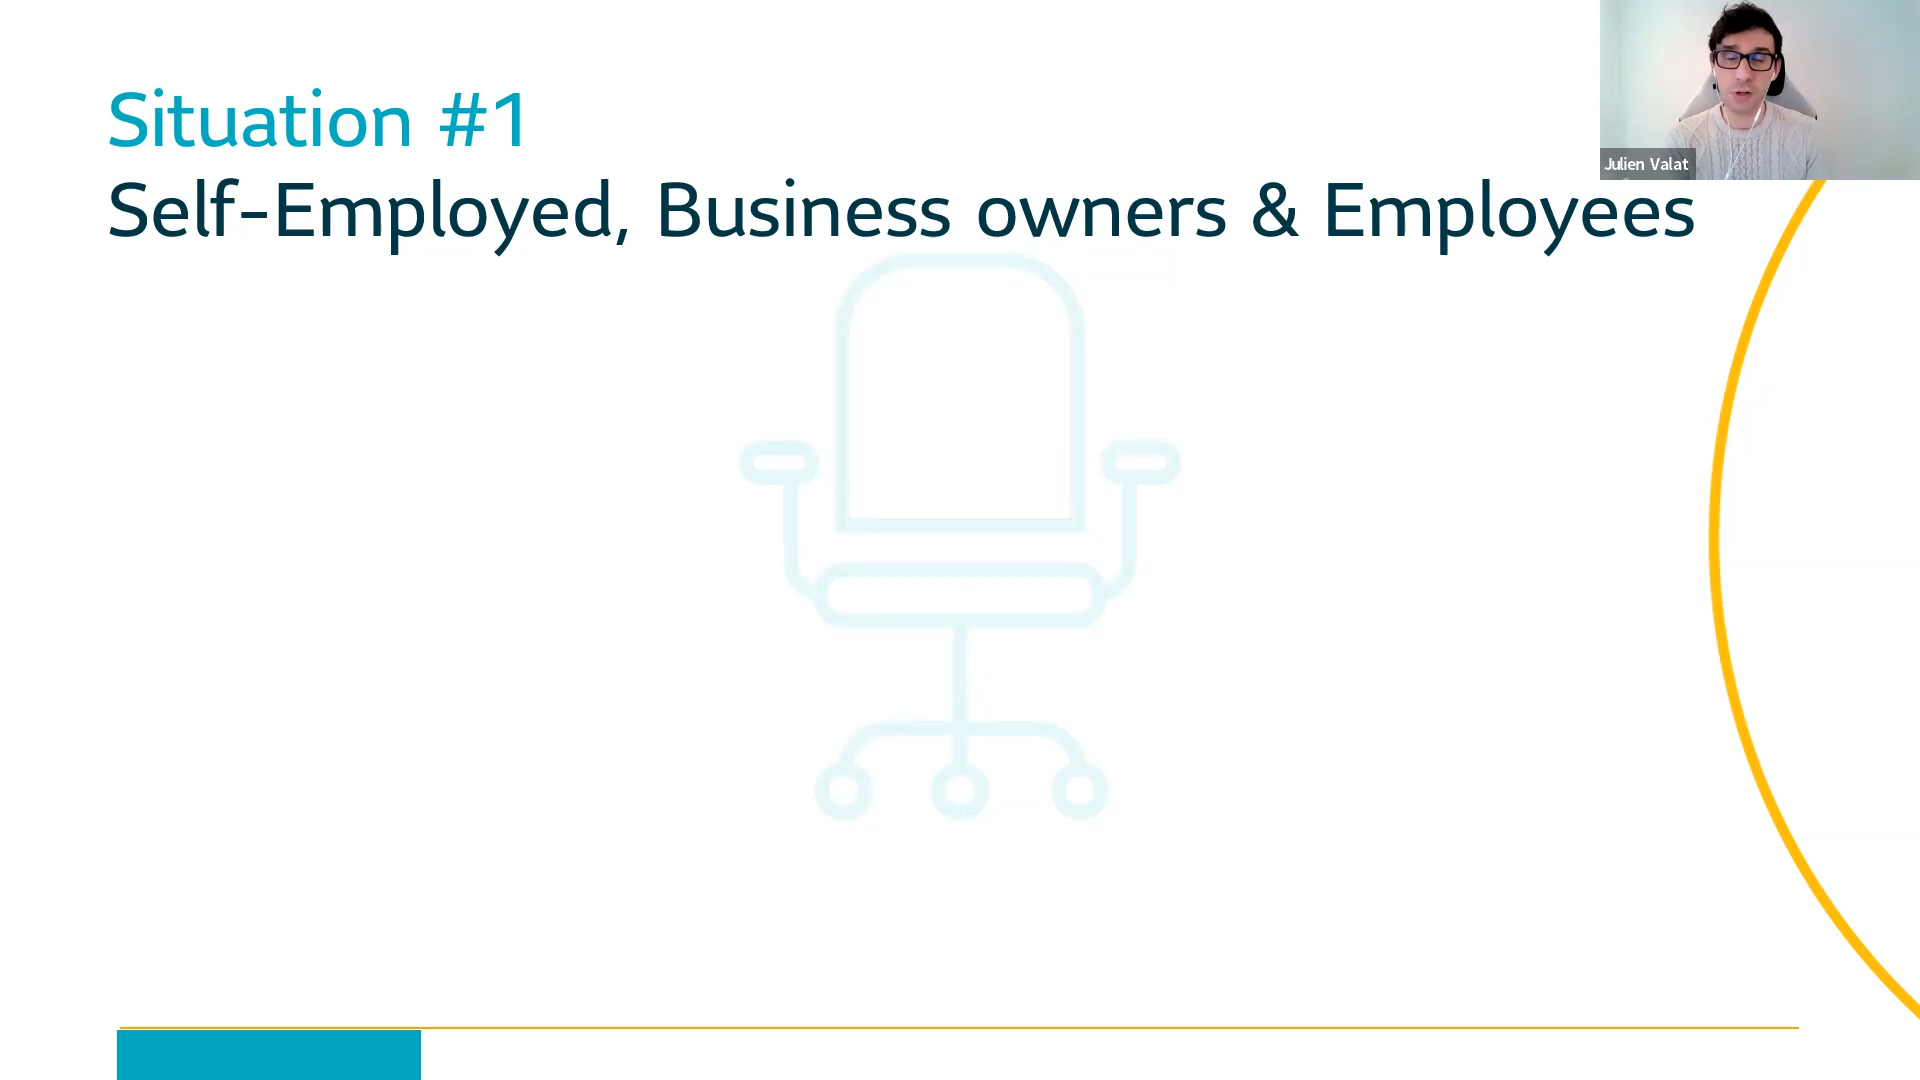 Situation #1
Self-Employed, Business owners & Employees
Julien Valat